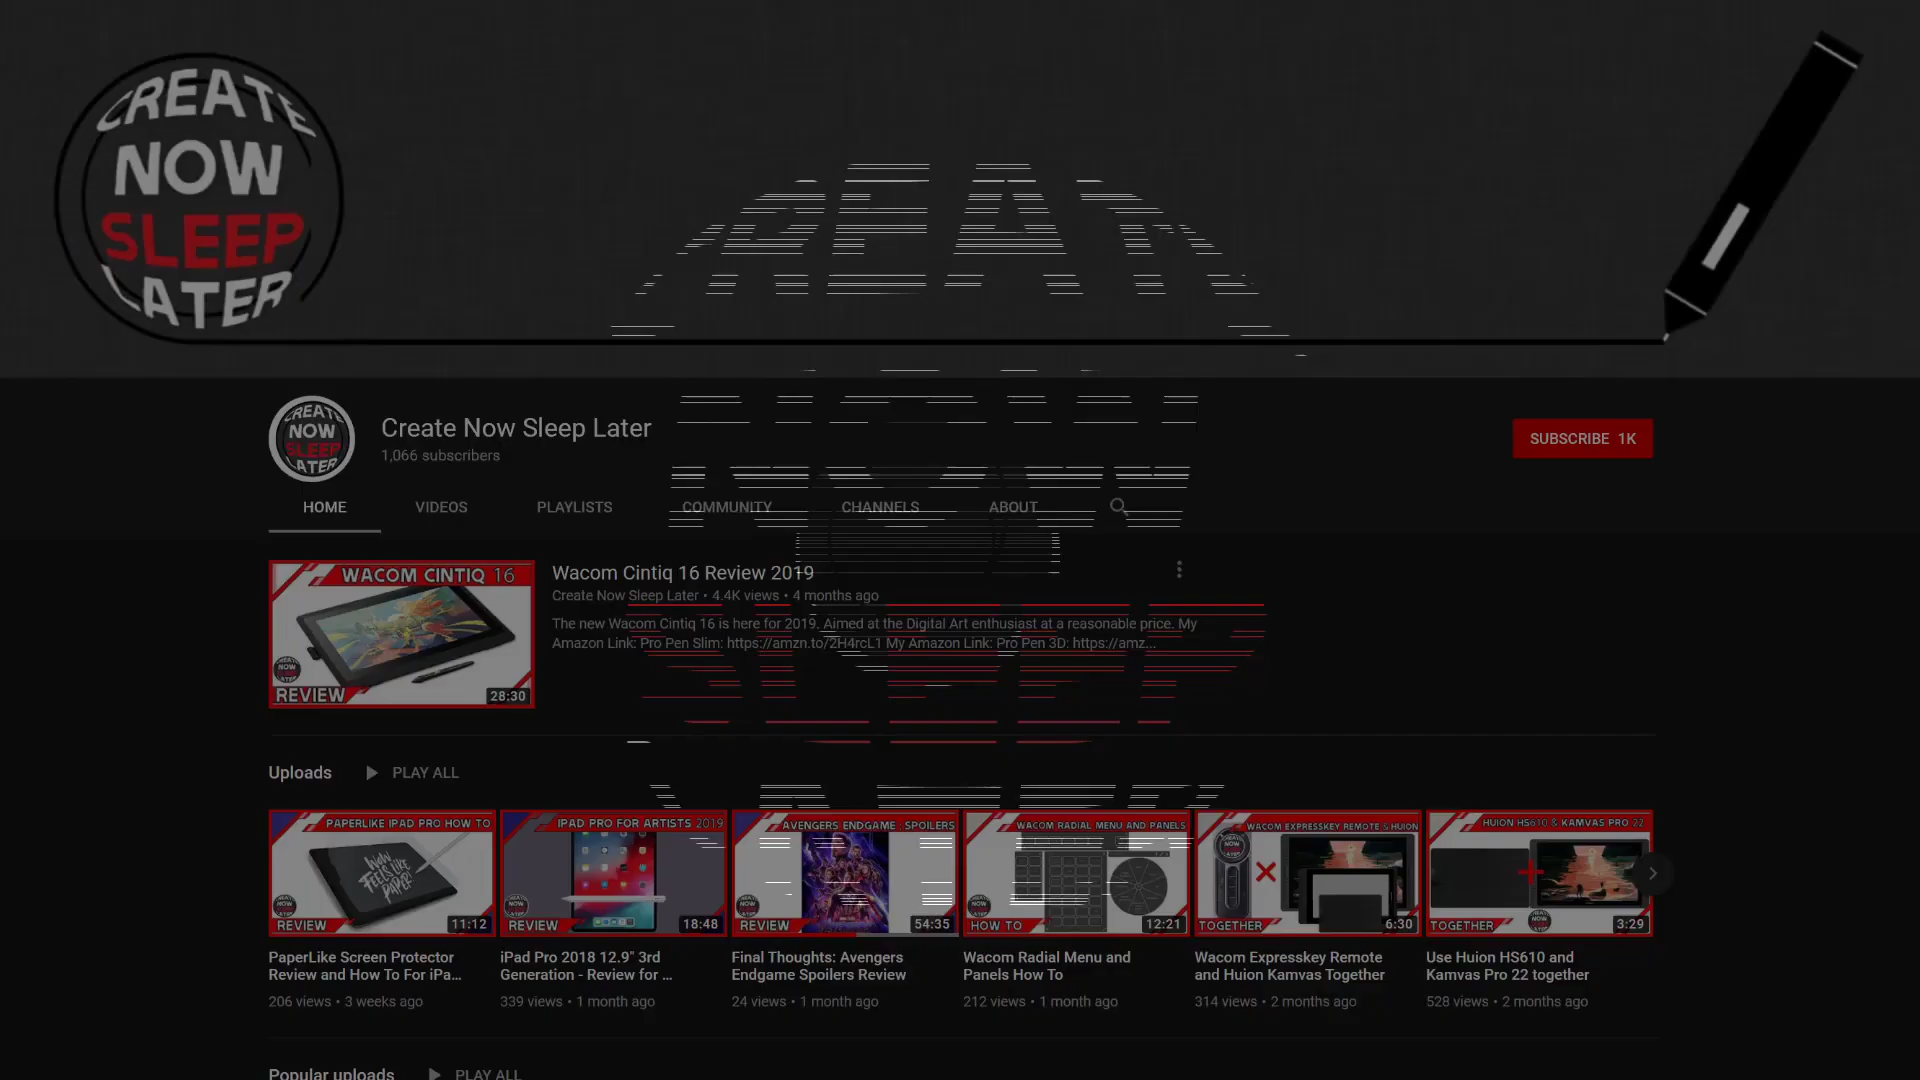 CREATE
NOW
SLEEP
LATER
CREATE
NOW
SLEEP
LATER
Create Now Sleep Later
1,066 subscribers
SUBSCRIBE 1K
HOME VIDEOS PLAYLISTS COMMUNITY CHANNELS ABOUT
WACOM CINTIQ 16
REVIEW
28:30
Wacom Cintiq 16 Review 2019
Create Now Sleep Later • 4.4K views • 4 months ago
The new Wacom Cintiq 16 is here for 2019. Aimed at the Digital Art enthusiast at a reasonable price. My
Amazon Link: Pro Pen Slim: https://amzn.to/2H4rcL1 My Amazon Link: Pro Pen 3D: https://amz...
Uploads PLAY ALL
PAPERLIKE IPAD PRO HOW TO
WOW FEELS LIKE PAPER!
REVIEW
11:12
PaperLike Screen Protector
Review and How To For iPa...
206 views • 3 weeks ago
IPAD PRO FOR ARTISTS 2019
REVIEW
18:48
iPad Pro 2018 12.9" 3rd
Generation - Review for ...
339 views • 1 month ago
AVENGERS ENDGAME : SPOILERS
REVIEW
54:35
Final Thoughts: Avengers
Endgame Spoilers Review
24 views • 1 month ago
WACOM RADIAL MENU AND PANELS
HOW TO
12:21
Wacom Radial Menu and
Panels How To
212 views • 1 month ago
WACOM EXPRESSKEY REMOTE & HUION
TOGETHER
6:30
Wacom Expresskey Remote
and Huion Kamvas Together
314 views • 2 months ago
HUION HS610 & KAMVAS PRO 22
TOGETHER
3:29
Use Huion HS610 and
Kamvas Pro 22 together
528 views • 2 months ago
Popular uploads PLAY ALL